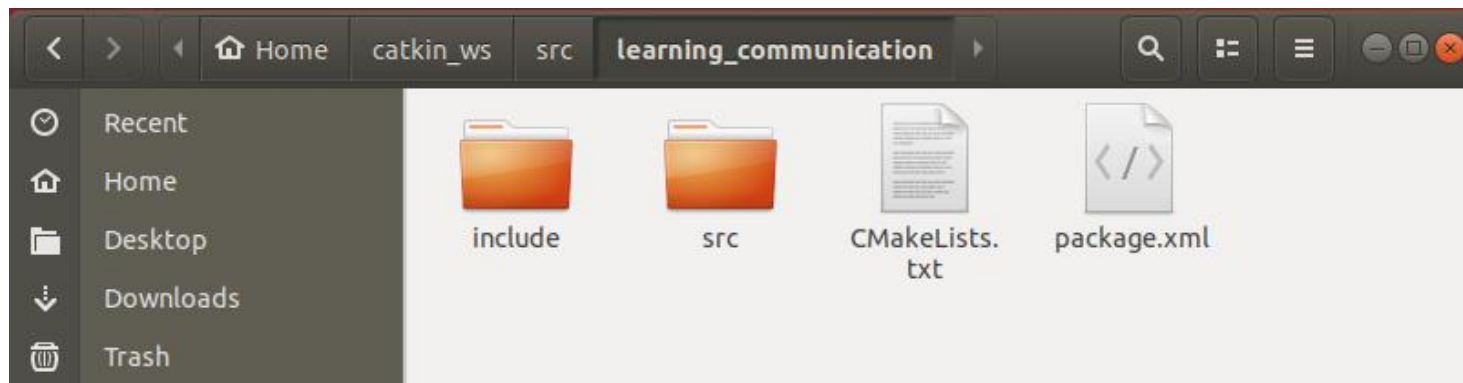 Home catkin_ws src learning_communication
Recent
Home
Desktop
Downloads
Trash
include src CMakeLists. package.xml
txt